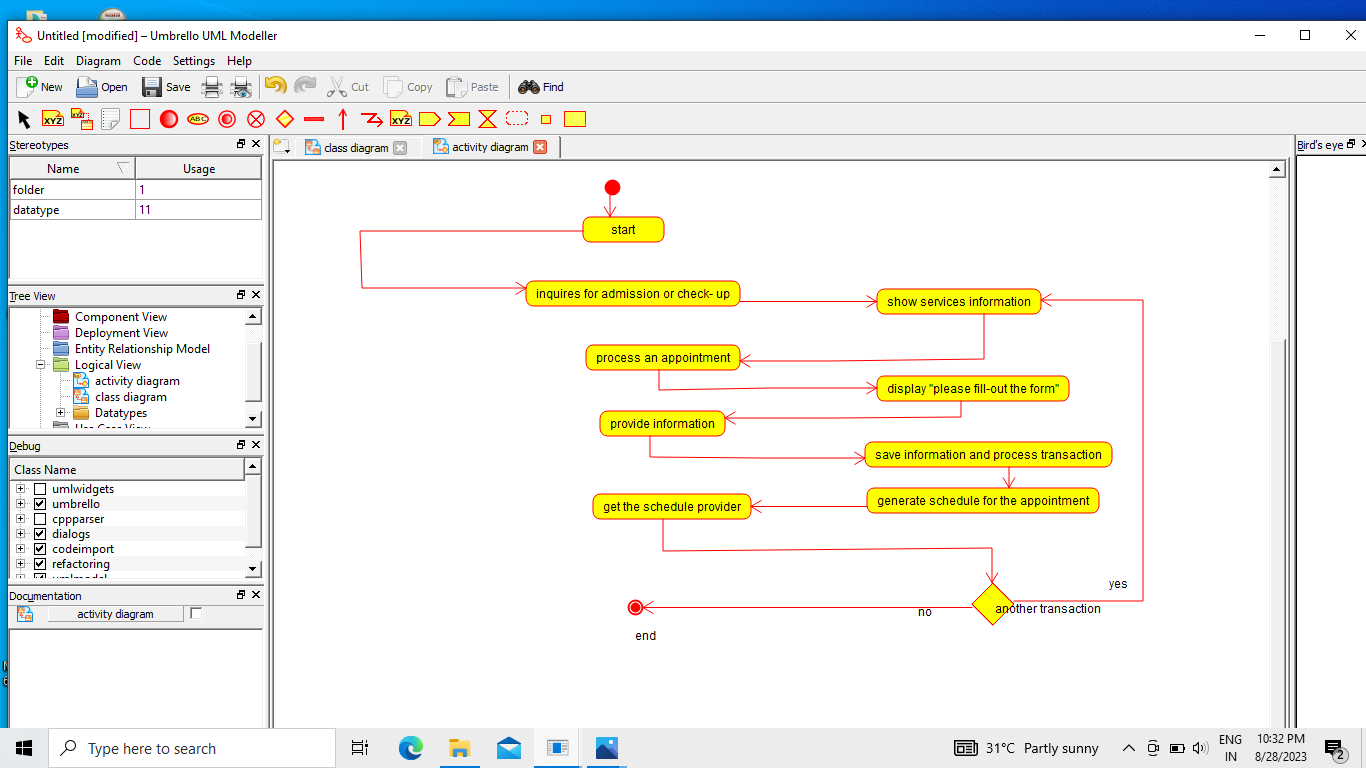 Untitled [modified] – Umbrello UML Modeller
File Edit Diagram Code Settings Help
New Open Save Cut Copy Paste Find
XYZ ABC XYZ
Stereotypes
Name Usage
folder 1
datatype 11
Tree View
Component View
Deployment View
Entity Relationship Model
Logical View
activity diagram
class diagram
Datatypes
Debug
Class Name
umlwidgets
umbrello
cppparser
dialogs
codeimport
refactoring
Documentation
activity diagram
class diagram
activity diagram
Bird's eye
start
inquires for admission or check- up
show services information
process an appointment
display "please fill-out the form"
provide information
save information and process transaction
generate schedule for the appointment
get the schedule provider
yes
another transaction
no
end
Type here to search
31°C Partly sunny
ENG
IN
10:32 PM
8/28/2023
2